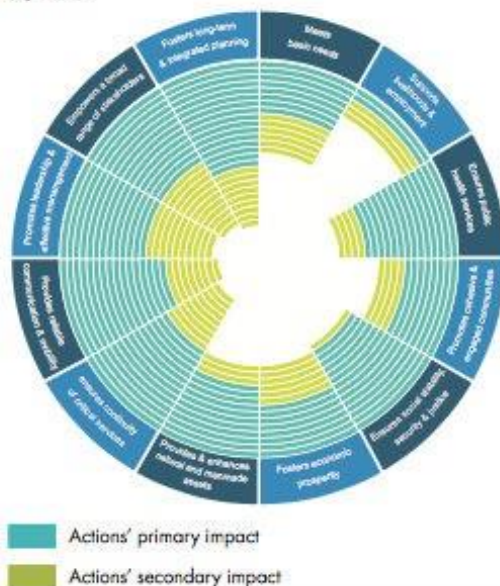 Meets
basic needs
Supports
livelihoods &
employment
Ensures public
health services
Promotes cohesive &
engaged communities
Ensures social stability,
security & justice
Fosters economic
prosperity
Provides & enhances
natural and manmade
assets
ensures continuity
of critical services
Provides reliable
communication & mobility
Promotes leadership &
effective management
Empowers a broad
range of stakeholders
Fosters long-term
& integrated planning
Actions' primary impact
Actions' secondary impact